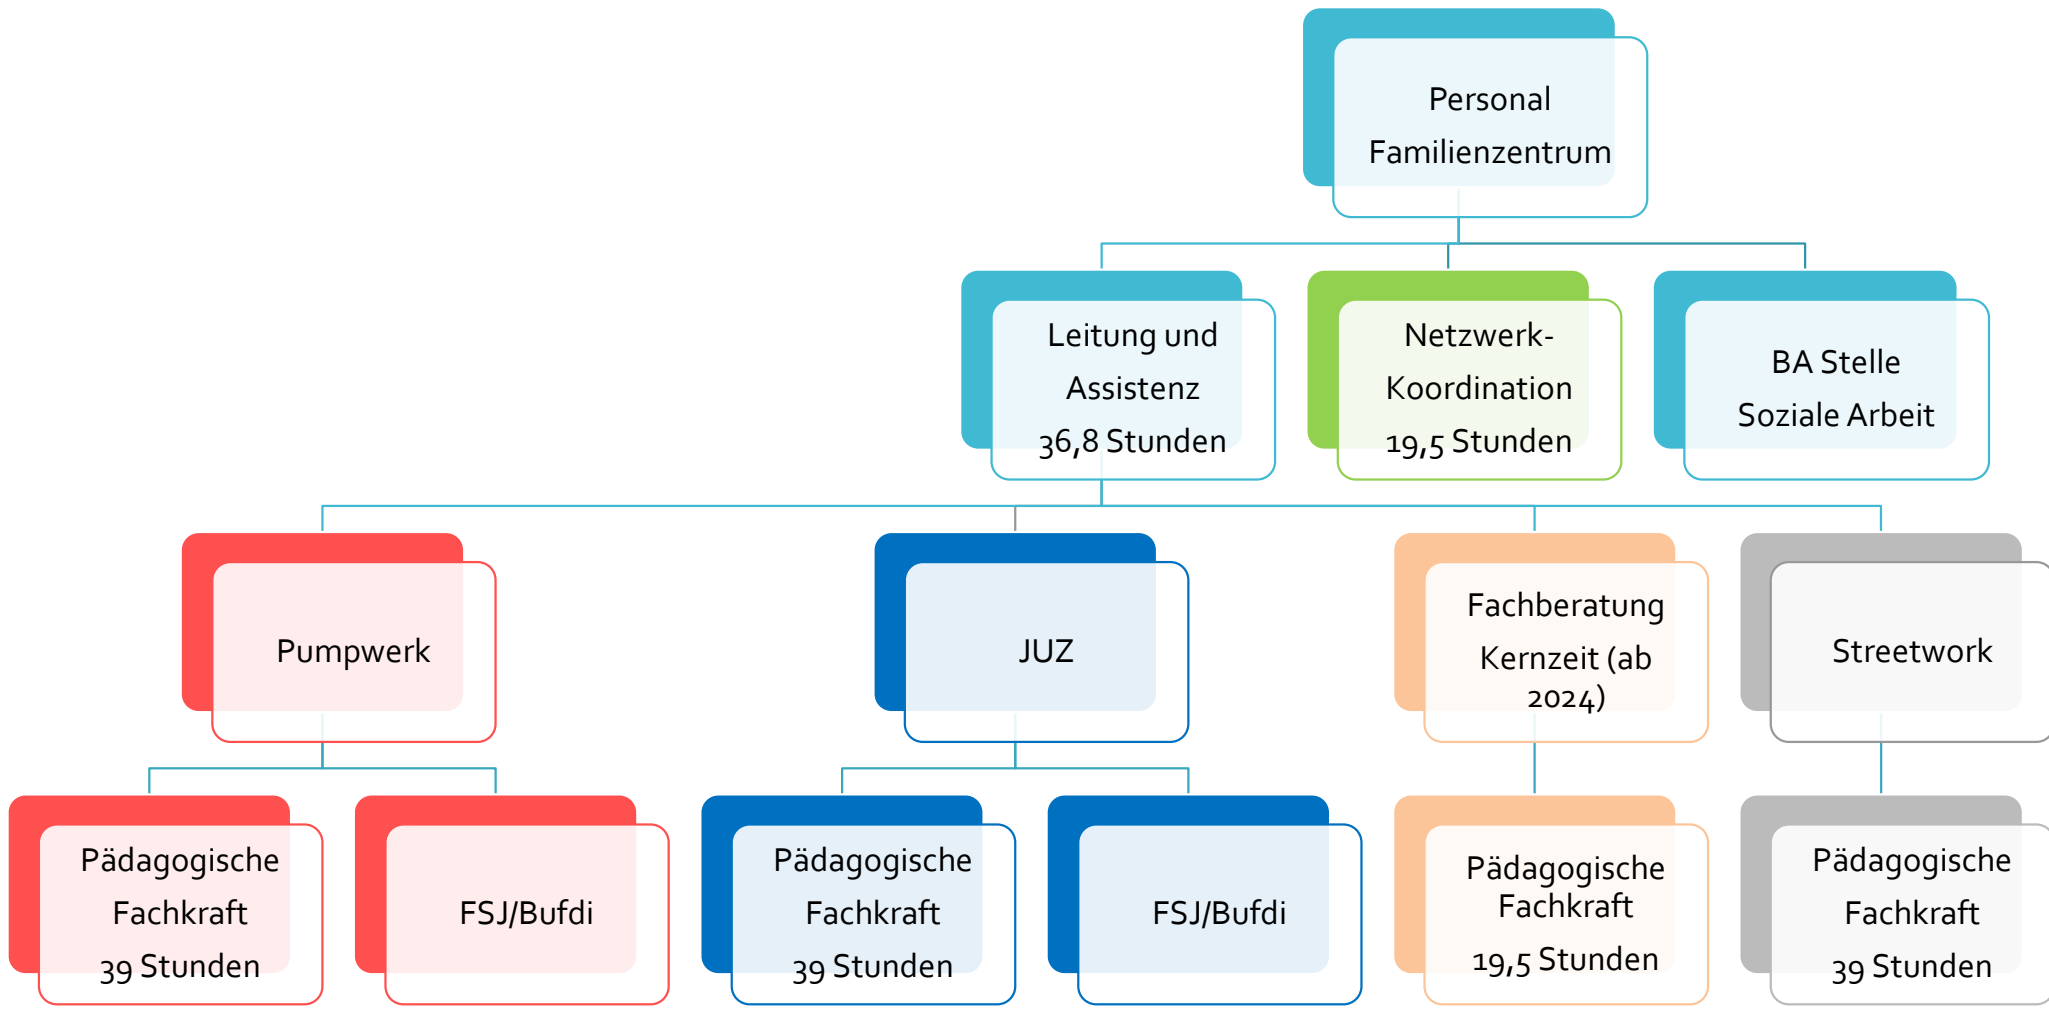 Personal
Familienzentrum
Leitung und
Assistenz
36,8 Stunden
Netzwerk-
Koordination
19,5 Stunden
BA Stelle
Soziale Arbeit
Pumpwerk
JUZ
Fachberatung
Kernzeit (ab
2024)
Streetwork
Pädagogische
Fachkraft
39 Stunden
FSJ/Bufdi
Pädagogische
Fachkraft
39 Stunden
FSJ/Bufdi
Pädagogische
Fachkraft
19,5 Stunden
Pädagogische
Fachkraft
39 Stunden